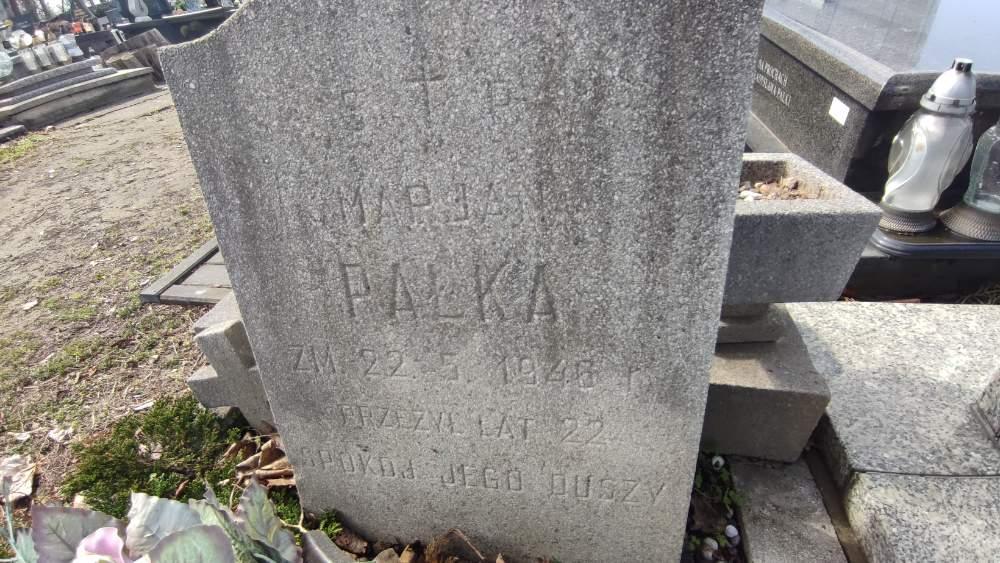 Ś † P
MARJAN
PAŁKA
ZM. 22. 5. 1946 r.
PRZEŻYŁ LAT 22
SPOKÓJ JEGO DUSZY